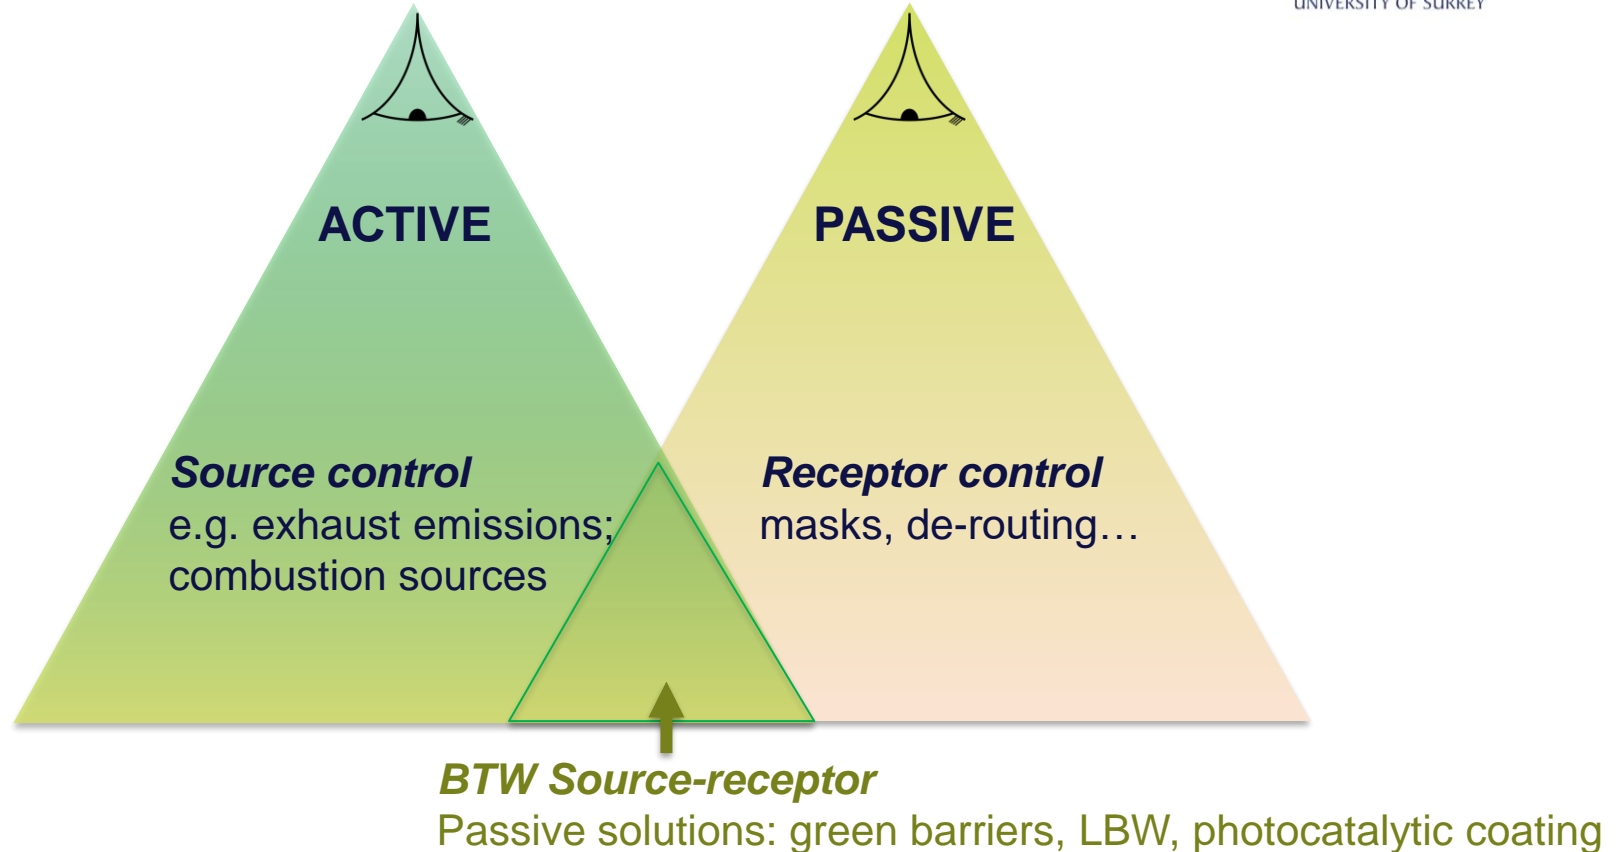 UNIVERSITY OF SURREY
ACTIVE
PASSIVE
Source control
e.g. exhaust emissions;
combustion sources
Receptor control
masks, de-routing…
BTW Source-receptor
Passive solutions: green barriers, LBW, photocatalytic coating